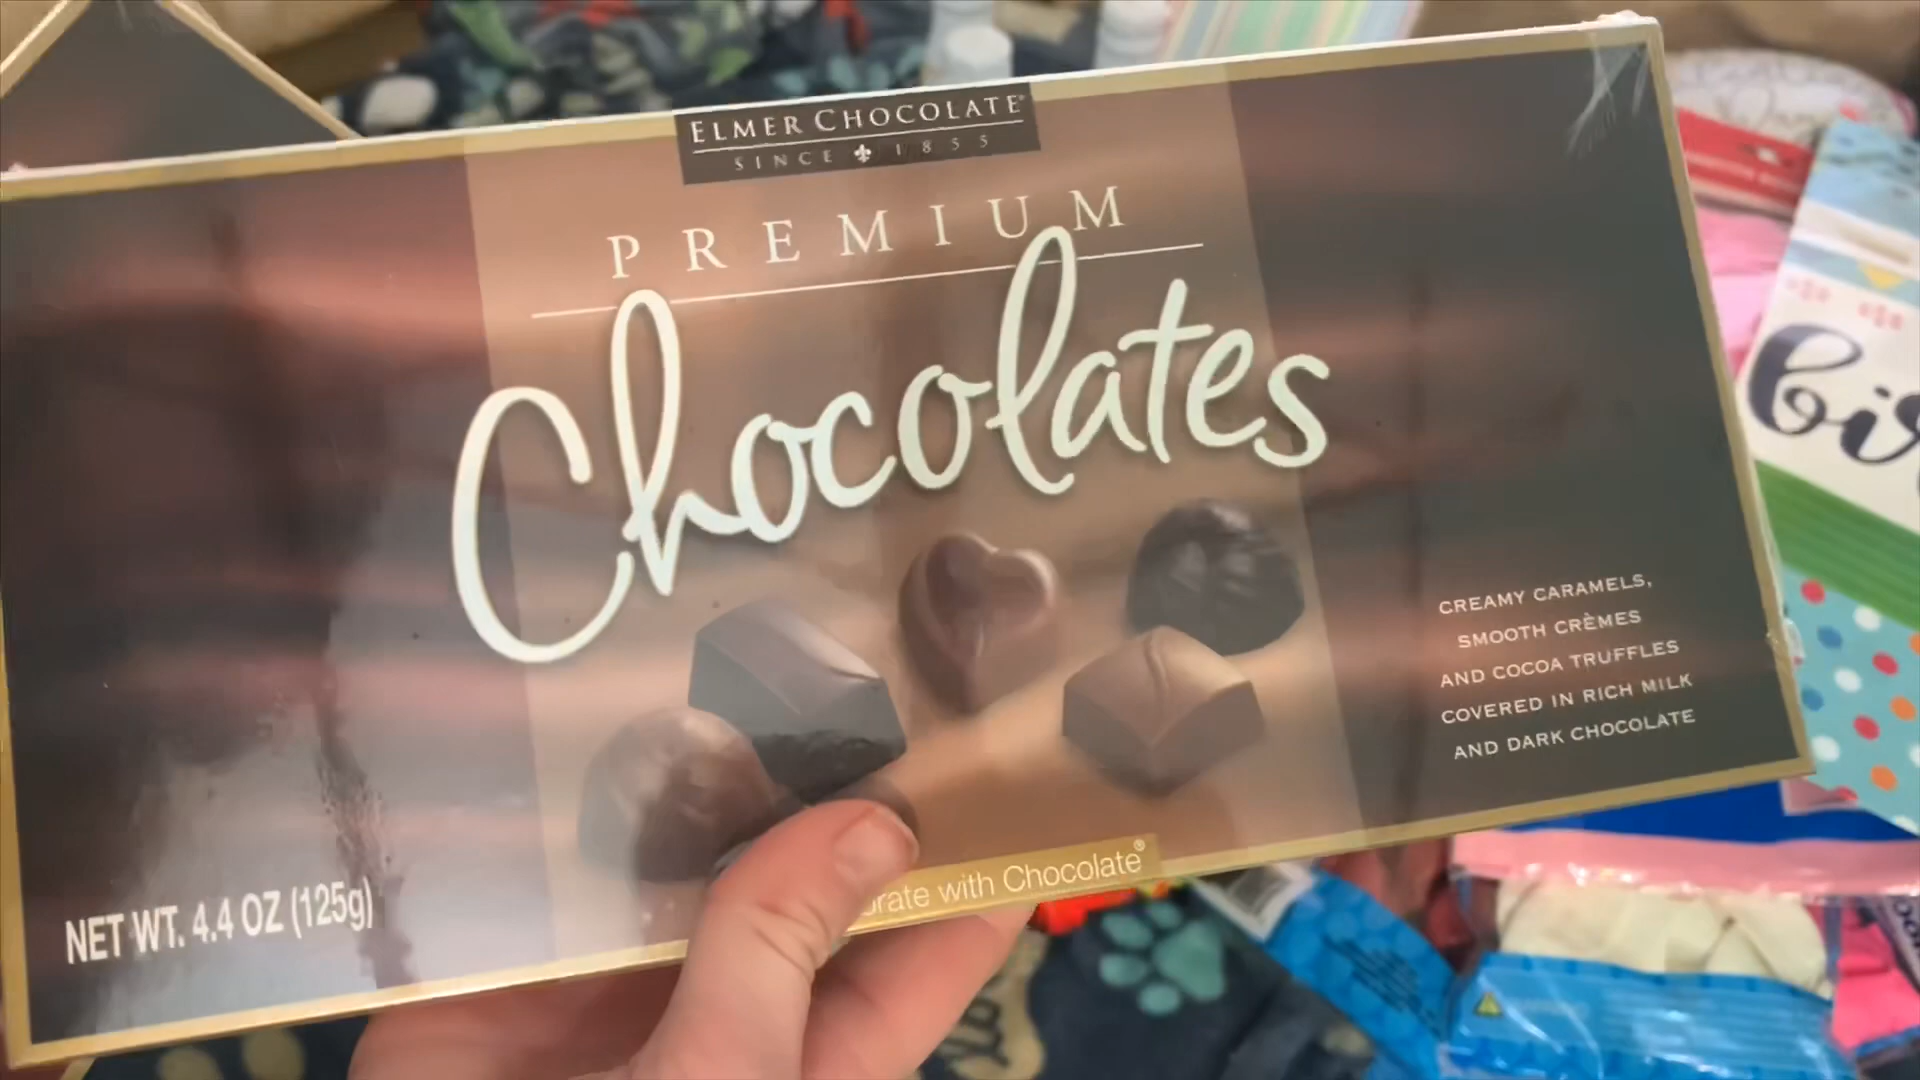 ELMER CHOCOLATE®
SINCE ⚜ 1855
PREMIUM
Chocolates
CREAMY CARAMELS,
SMOOTH CRÈMES
AND COCOA TRUFFLES
COVERED IN RICH MILK
AND DARK CHOCOLATE
NET WT. 4.4 OZ (125g)
with Chocolate®